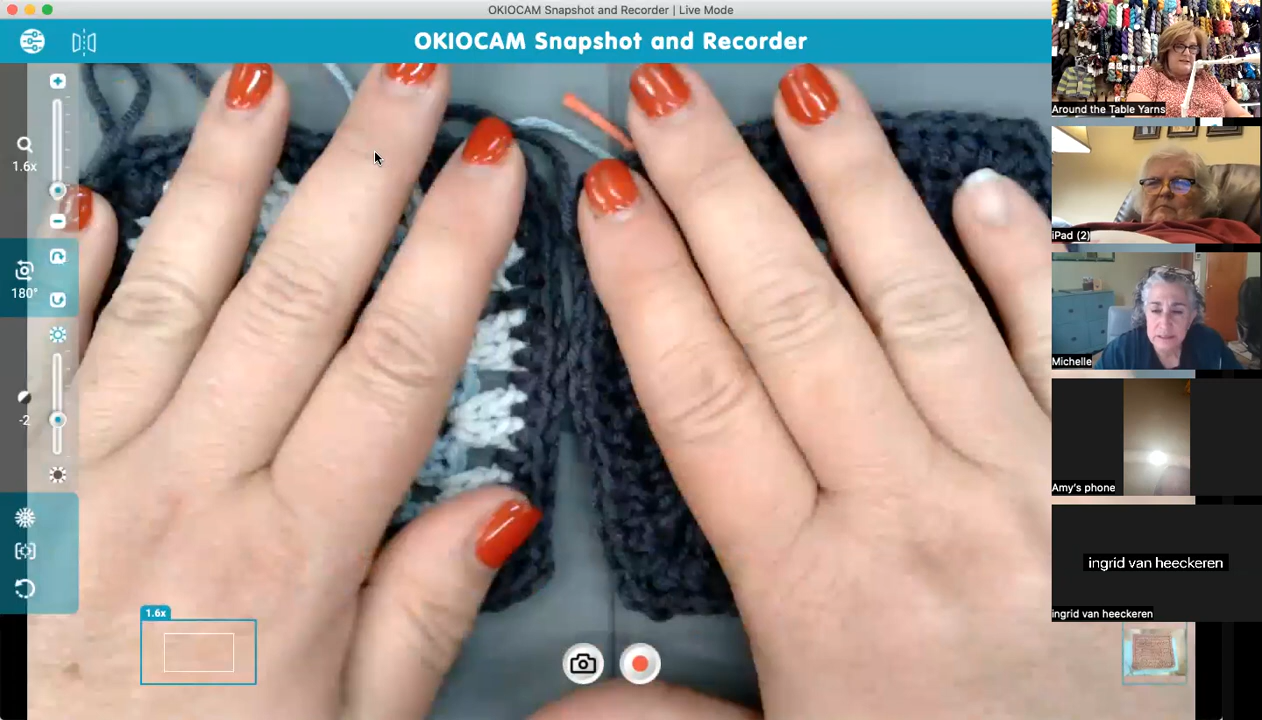 OKIOCAM Snapshot and Recorder | Live Mode
OKIOCAM Snapshot and Recorder
1.6x
180°
-2
1.6x
Around the Table Yarns
iPad (2)
Michelle
Amy's phone
ingrid van heeckeren
ingrid van heeckeren